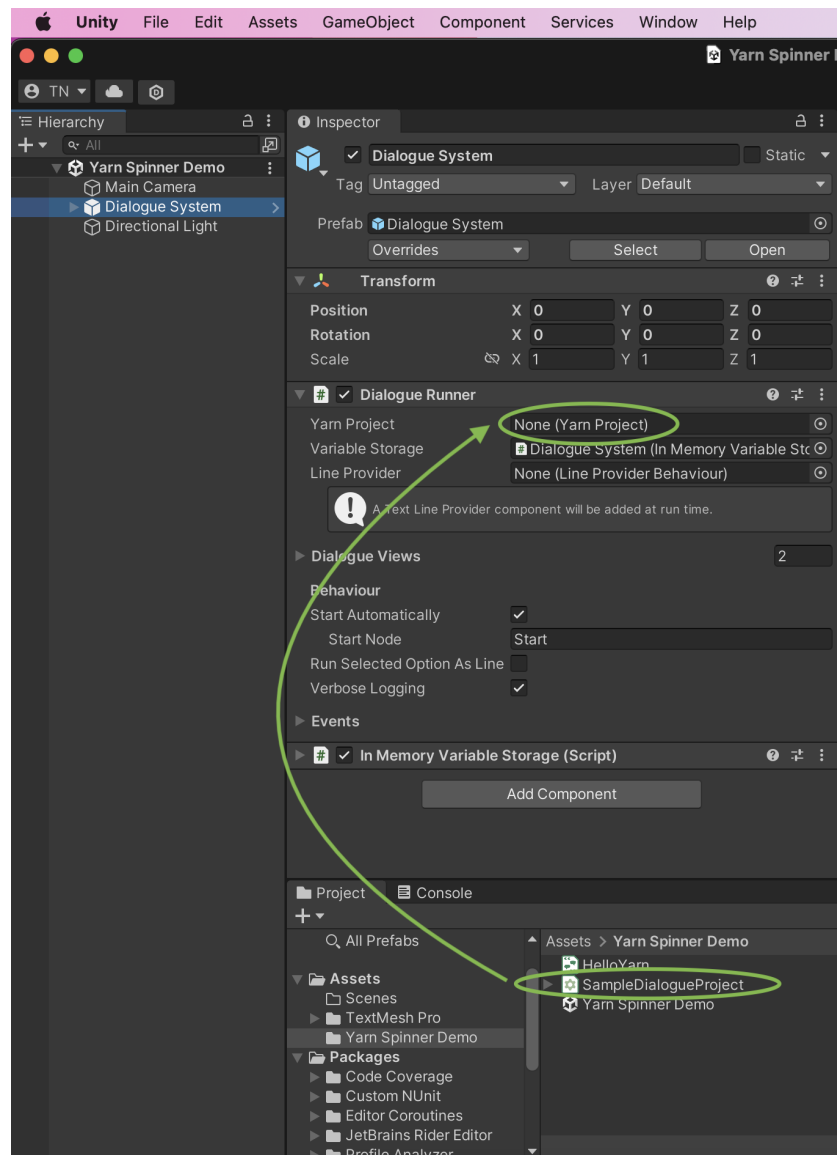 Unity File Edit Assets GameObject Component Services Window Help
Yarn Spinner
TN
Hierarchy
All
Yarn Spinner Demo
Main Camera
Dialogue System
Directional Light
Inspector
Dialogue System Static
Tag Untagged Layer Default
Prefab Dialogue System
Overrides Select Open
Transform
Position X 0 Y 0 Z 0
Rotation X 0 Y 0 Z 0
Scale X 1 Y 1 Z 1
# Dialogue Runner
Yarn Project None (Yarn Project)
Variable Storage # Dialogue System (In Memory Variable Stc
Line Provider None (Line Provider Behaviour)
! A Text Line Provider component will be added at run time.
Dialogue Views 2
Behaviour
Start Automatically
Start Node Start
Run Selected Option As Line
Verbose Logging
Events
# In Memory Variable Storage (Script)
Add Component
Project Console
All Prefabs
Assets
Scenes
TextMesh Pro
Yarn Spinner Demo
Packages
Code Coverage
Custom NUnit
Editor Coroutines
JetBrains Rider Editor
Profile Analyzer
Assets > Yarn Spinner Demo
HelloYarn
SampleDialogueProject
Yarn Spinner Demo